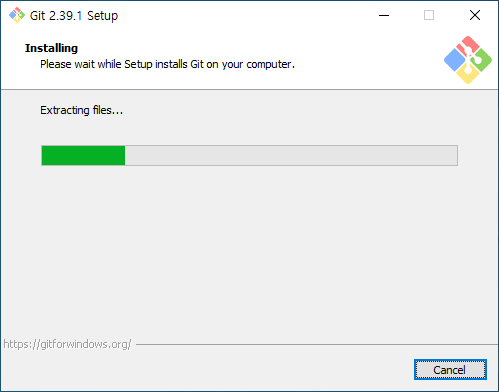 Git 2.39.1 Setup
Installing
Please wait while Setup installs Git on your computer.
Extracting files...
https://gitforwindows.org/
Cancel